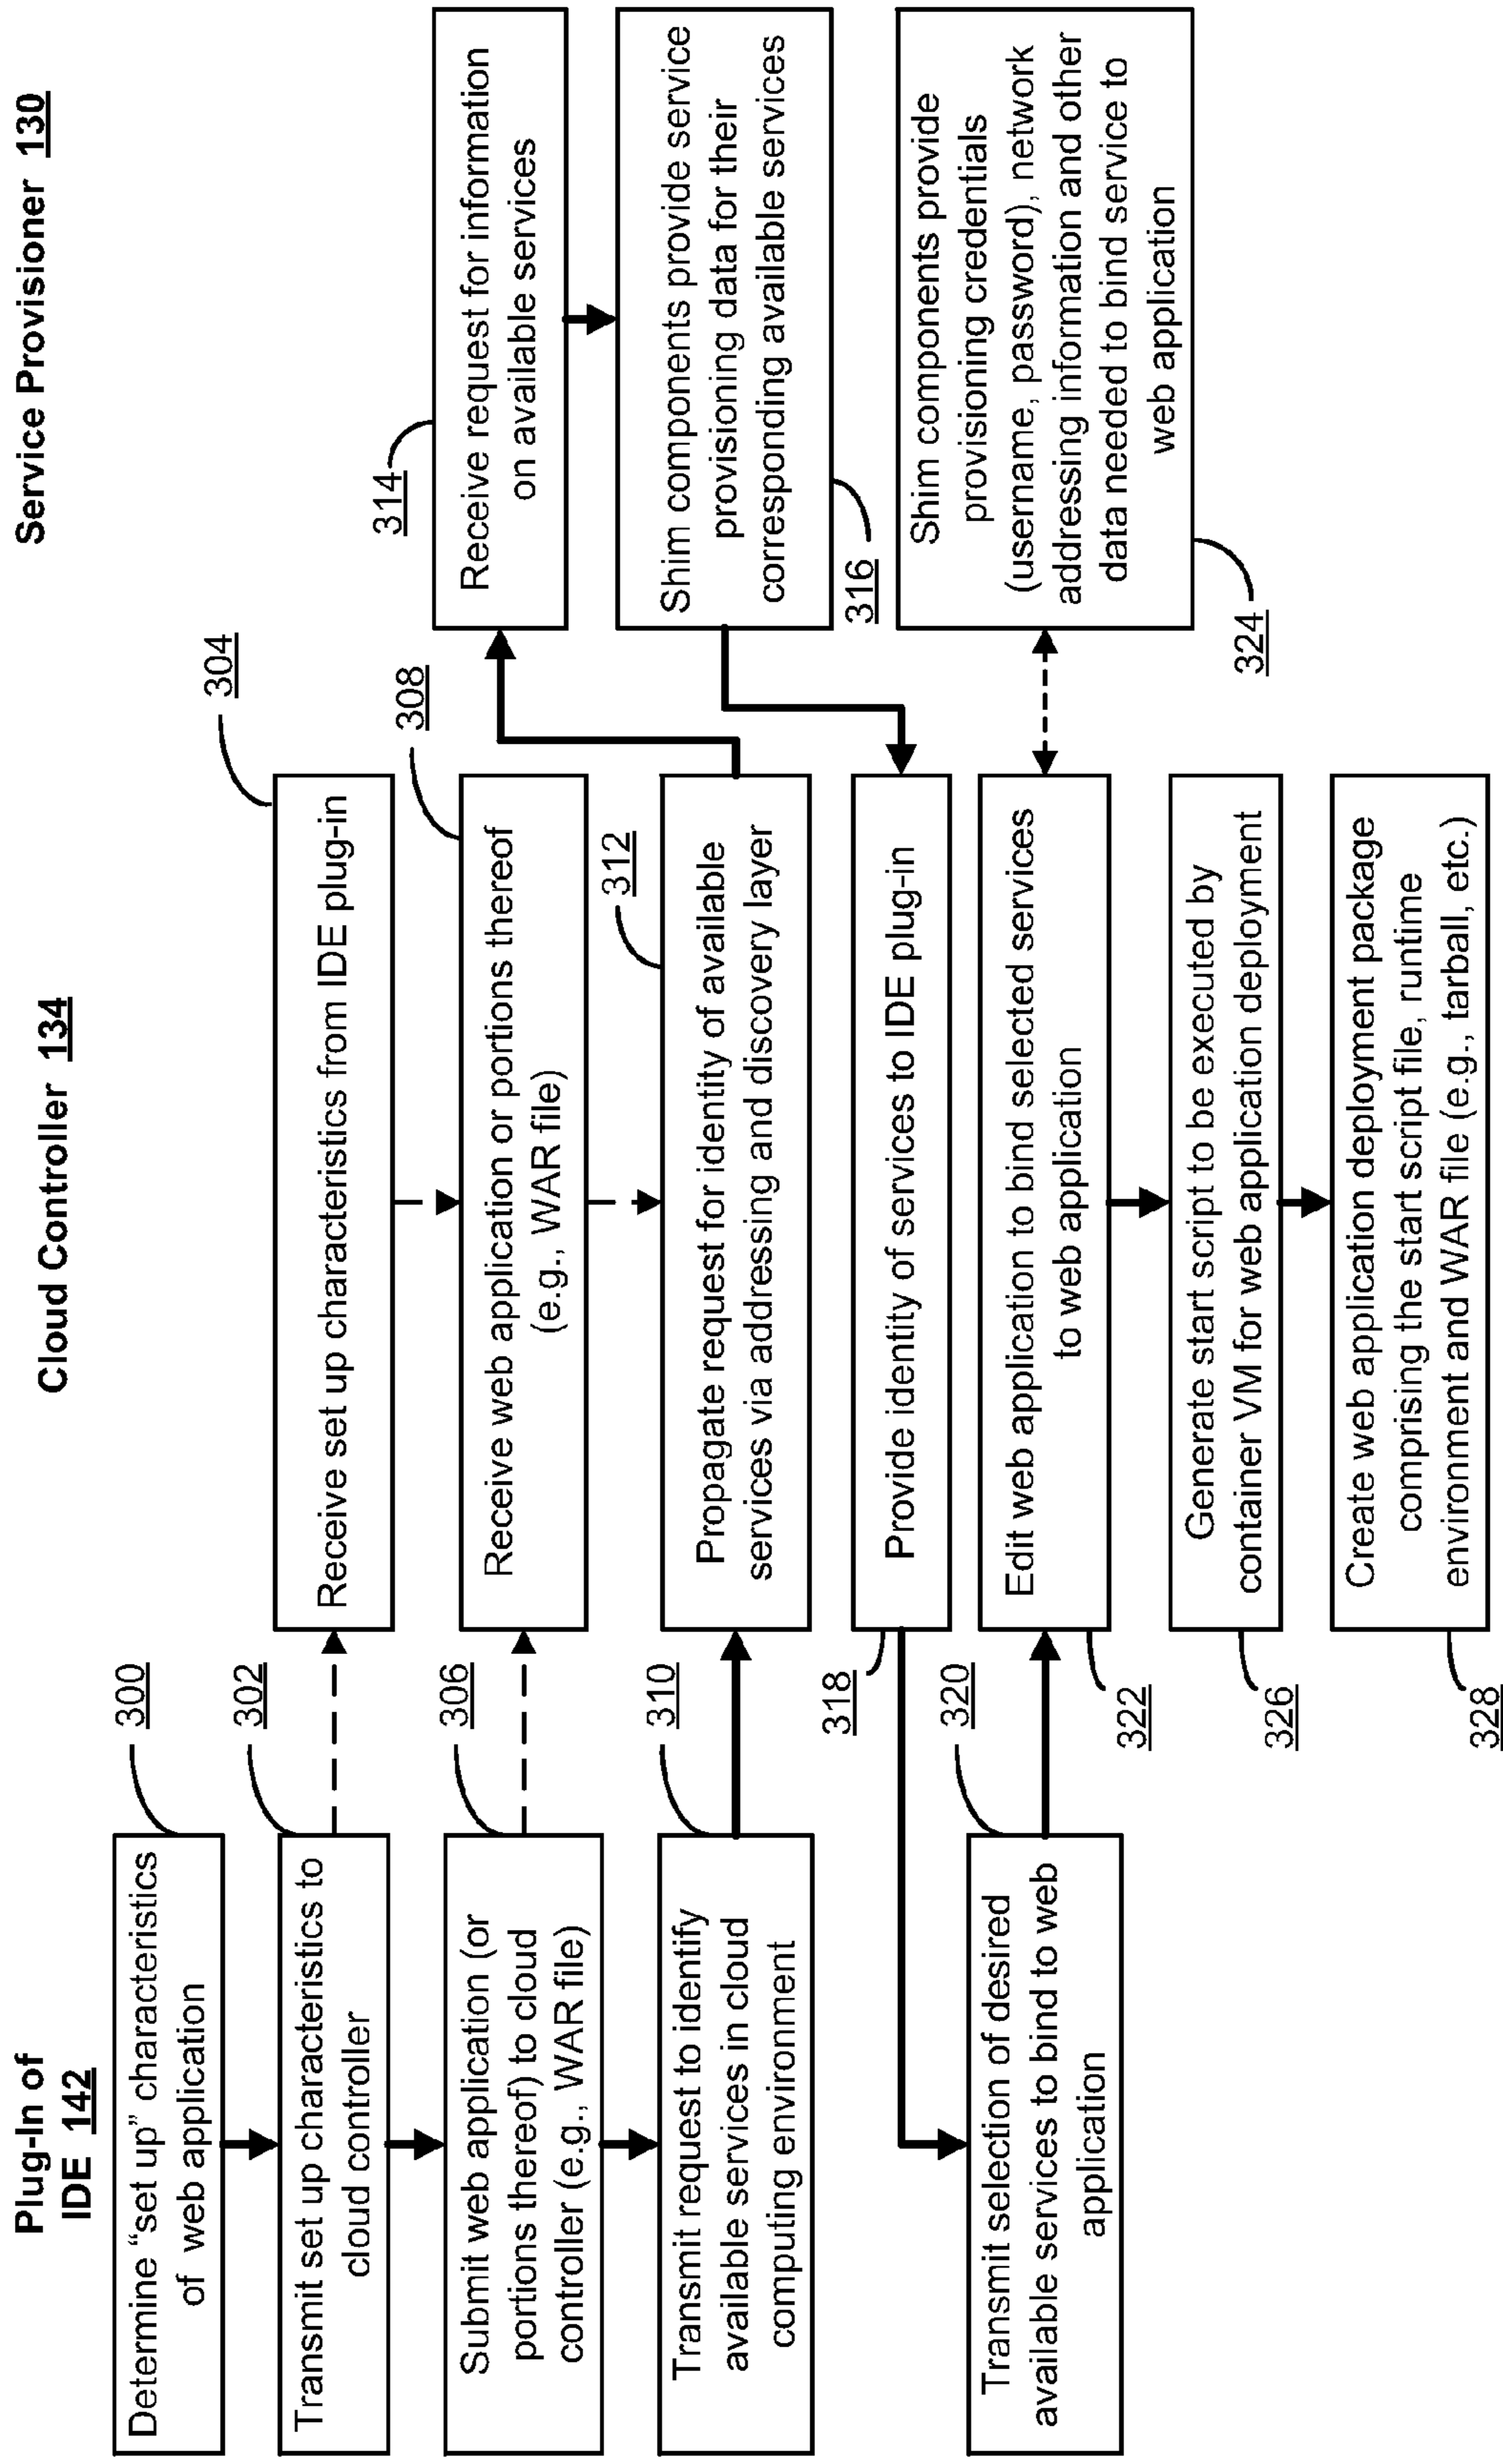 Plug-In of
IDE 142
Cloud Controller 134
Service Provisioner 130
300
Determine “set up” characteristics
of web application
302
Transmit set up characteristics to
cloud controller
304
Receive set up characteristics from IDE plug-in
306
Submit web application (or
portions thereof) to cloud
controller (e.g., WAR file)
308
Receive web application or portions thereof
(e.g., WAR file)
310
Transmit request to identify
available services in cloud
computing environment
312
Propagate request for identity of available
services via addressing and discovery layer
314
Receive request for information
on available services
Shim components provide service
provisioning data for their
corresponding available services
316
318
Provide identity of services to IDE plug-in
320
Transmit selection of desired
available services to bind to web
application
Edit web application to bind selected services
to web application
322
Shim components provide
provisioning credentials
(username, password), network
addressing information and other
data needed to bind service to
web application
324
Generate start script to be executed by
container VM for web application deployment
326
Create web application deployment package
comprising the start script file, runtime
environment and WAR file (e.g., tarball, etc.)
328